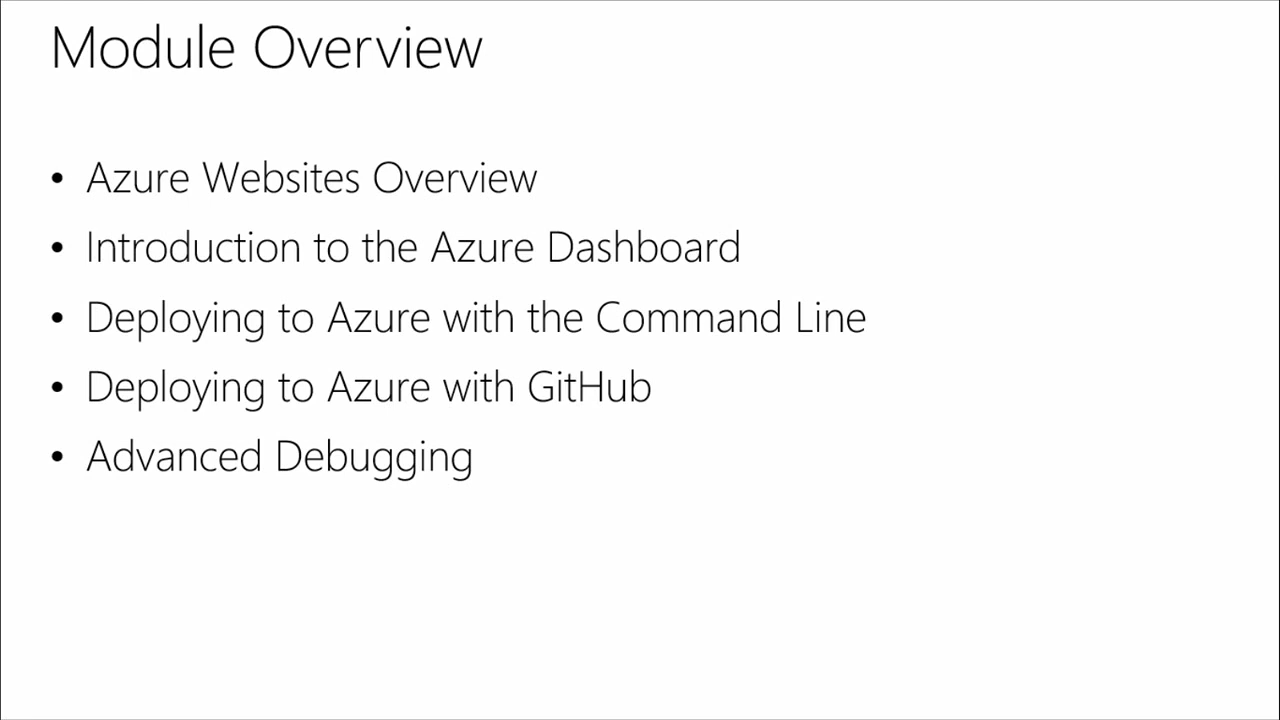 Module Overview
• Azure Websites Overview
• Introduction to the Azure Dashboard
• Deploying to Azure with the Command Line
• Deploying to Azure with GitHub
• Advanced Debugging